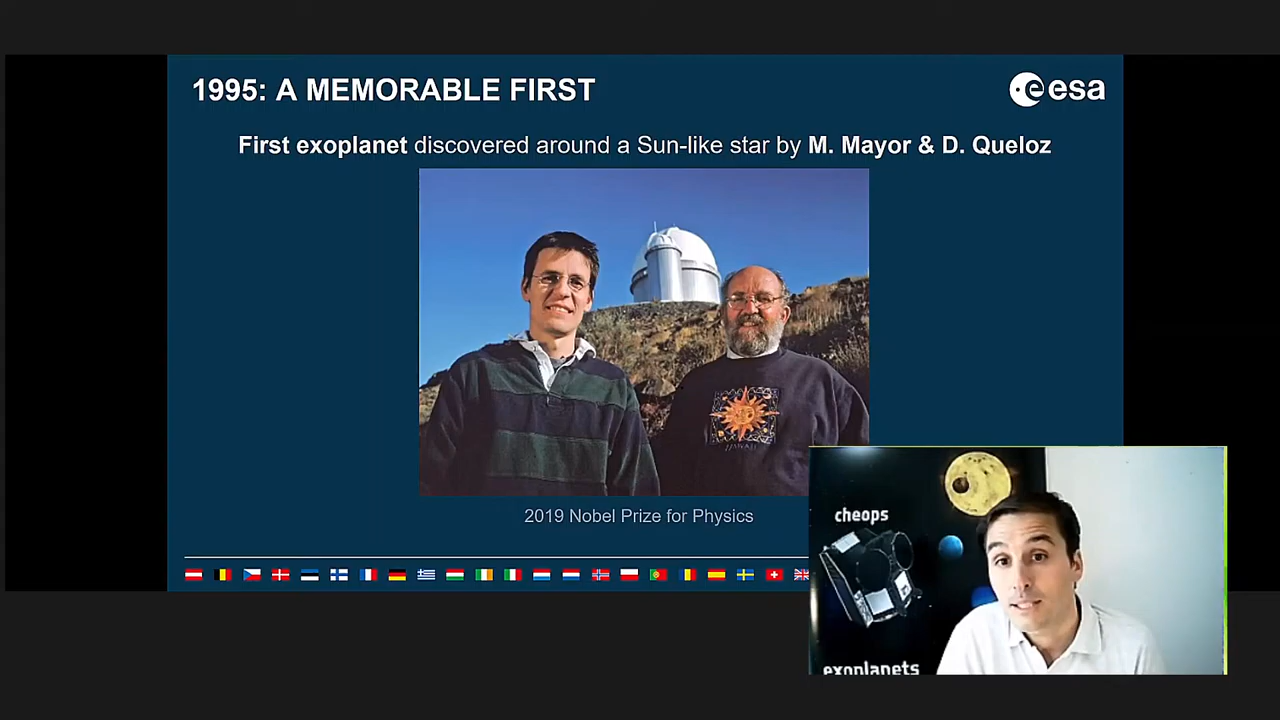 1995: A MEMORABLE FIRST
esa
First exoplanet discovered around a Sun-like star by M. Mayor & D. Queloz
2019 Nobel Prize for Physics
cheops
exoplanets